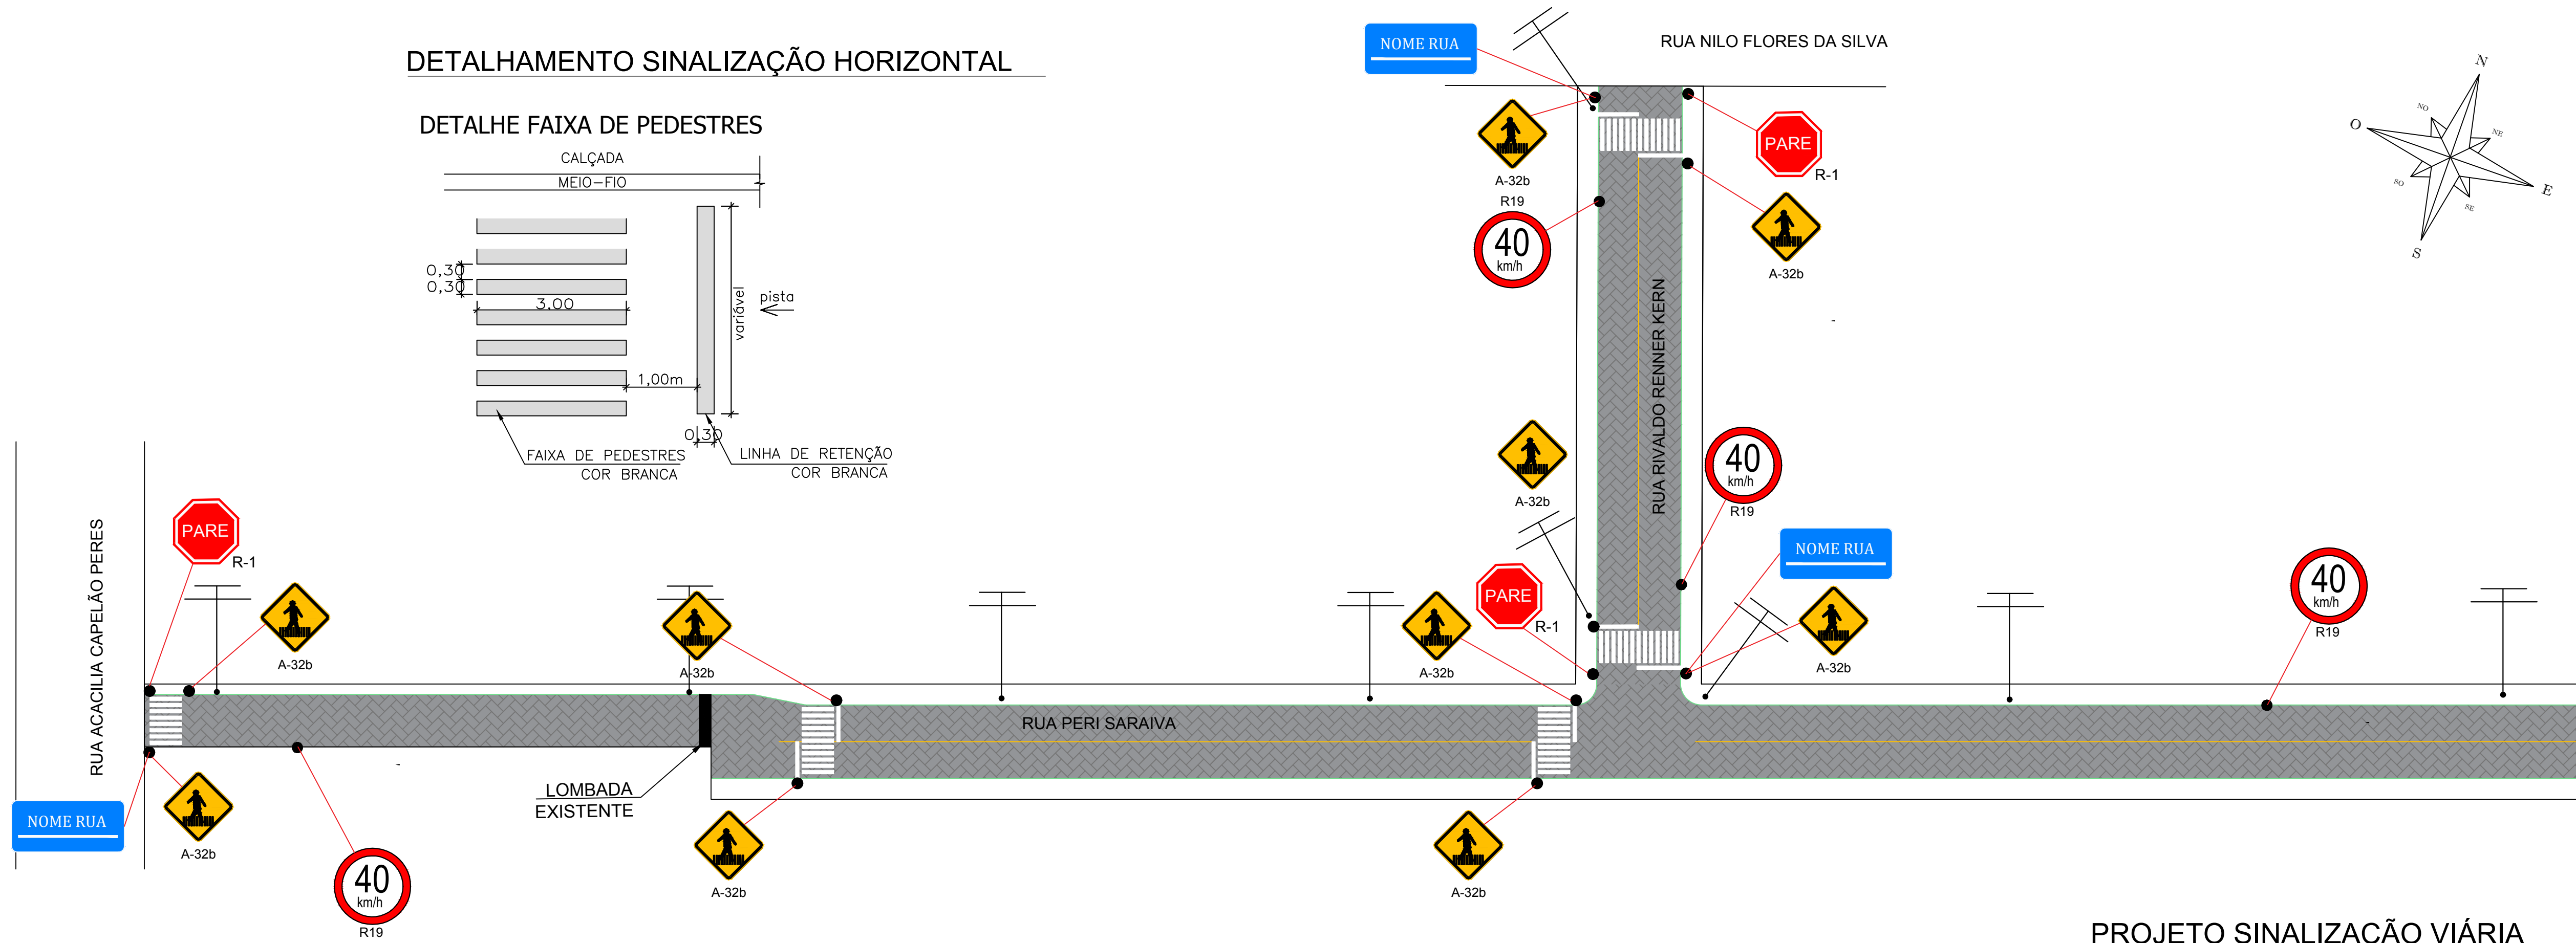 DETALHAMENTO SINALIZAÇÃO HORIZONTAL
DETALHE FAIXA DE PEDESTRES
CALÇADA
MEIO-FIO
0,30
0,30
3,00
variável
pista
1,00m
0,30
FAIXA DE PEDESTRES
COR BRANCA
LINHA DE RETENÇÃO
COR BRANCA
NOME RUA
RUA NILO FLORES DA SILVA
A-32b
PARE
R-1
R19
40
km/h
A-32b
RUA RIVALDO RENNER KERN
N
NO
NE
O
E
SO
SE
S
A-32b
40
km/h
R19
NOME RUA
PARE
R-1
A-32b
A-32b
40
km/h
R19
RUA ACACILIA CAPELÃO PERES
PARE
R-1
A-32b
A-32b
RUA PERI SARAIVA
LOMBADA
EXISTENTE
NOME RUA
A-32b
40
km/h
R19
A-32b
A-32b
PROJETO SINALIZAÇÃO VIÁRIA